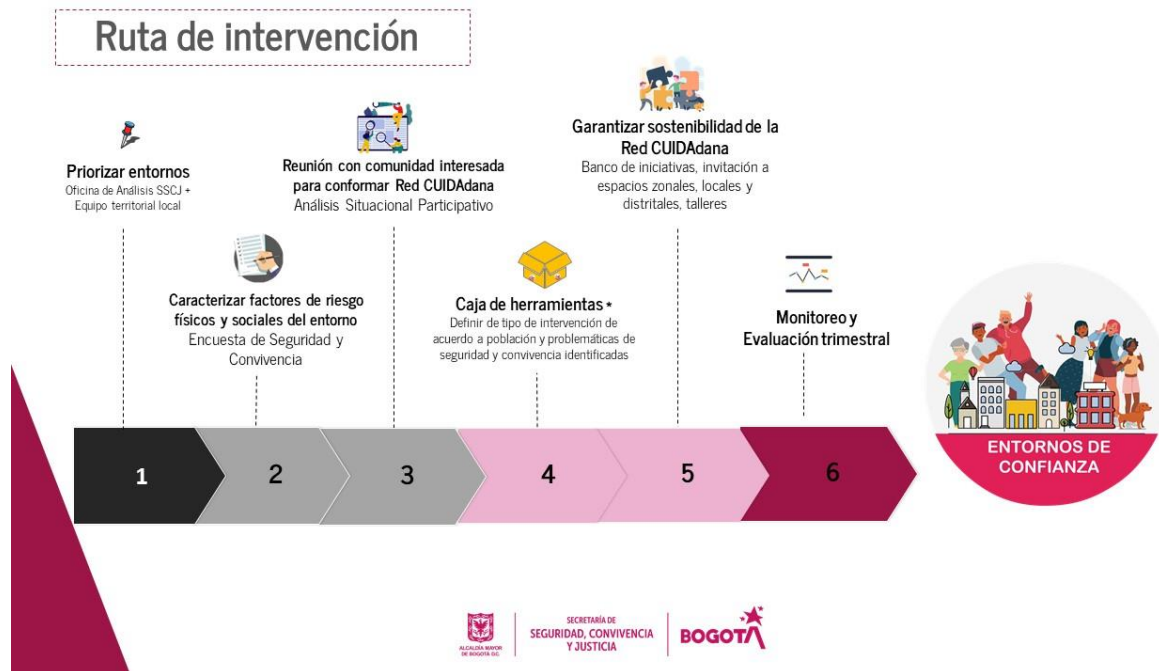 Ruta de intervención
Priorizar entornos
Oficina de Análisis SSCJ +
Equipo territorial local
Caracterizar factores de riesgo
físicos y sociales del entorno
Encuesta de Seguridad y
Convivencia
Reunión con comunidad interesada
para conformar Red CUIDAdana
Análisis Situacional Participativo
Caja de herramientas *
Definir de tipo de intervención de
acuerdo a población y problemáticas de
seguridad y convivencia identificadas
Garantizar sostenibilidad de la
Red CUIDAdana
Banco de iniciativas, invitación a
espacios zonales, locales y
distritales, talleres
Monitoreo y
Evaluación trimestral
1
2
3
4
5
6
ENTORNOS DE
CONFIANZA
ALCALDÍA MAYOR
DE BOGOTÁ D.C.
SECRETARÍA DE
SEGURIDAD, CONVIVENCIA
Y JUSTICIA
BOGOTÁ